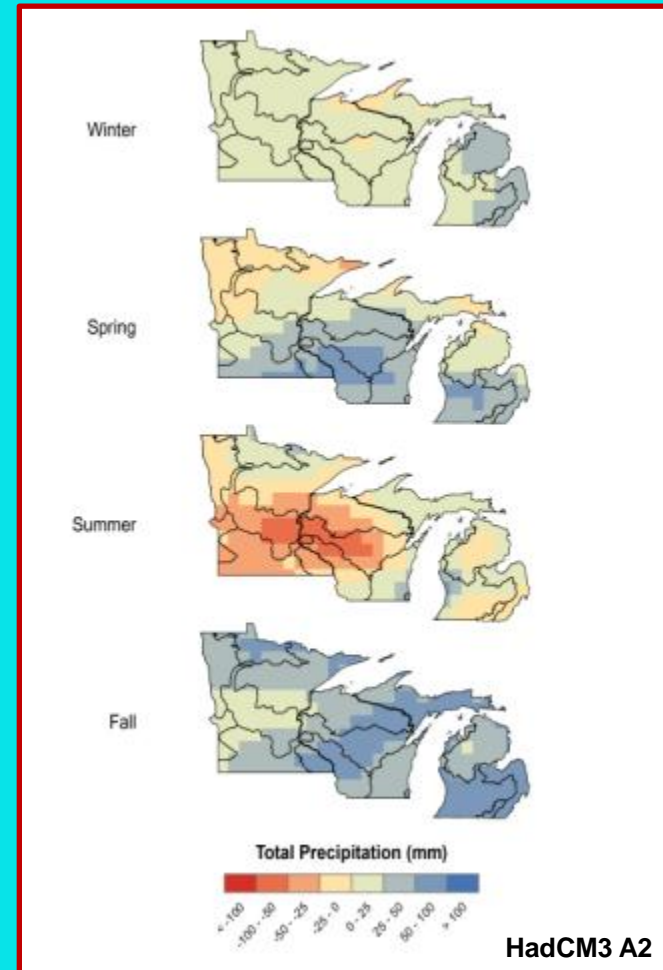 Winter
Spring
Summer
Fall
Total Precipitation (mm)
< -100
-100 - -50
-50 - -25
-25 - 0
0 - 25
25 - 50
50 - 100
> 100
HadCM3 A2